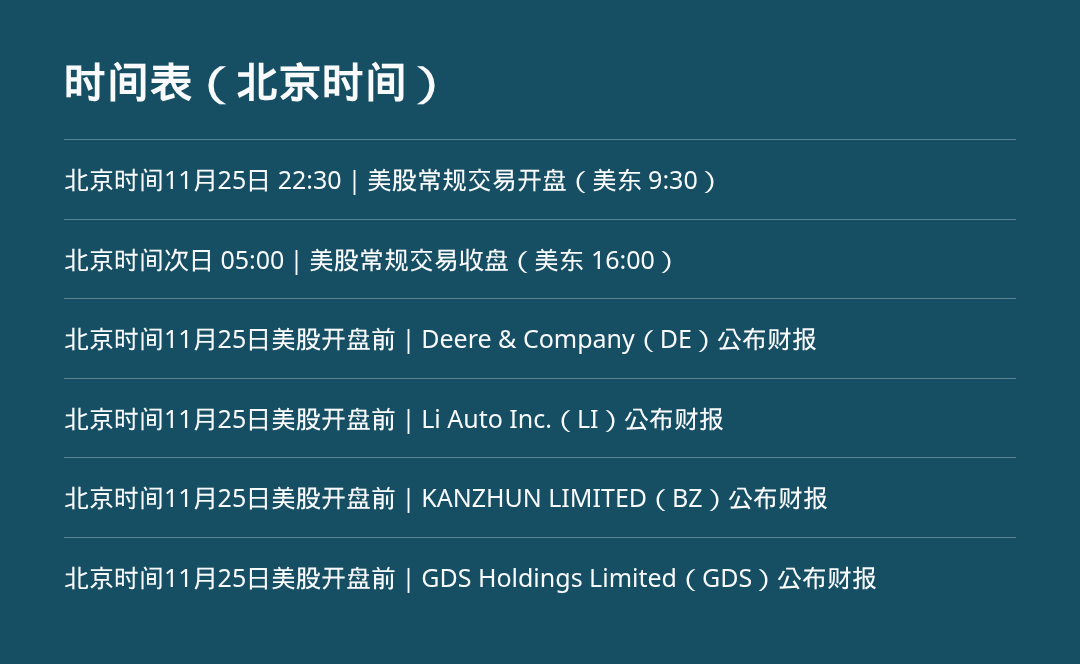 时间表（北京时间）
北京时间11月25日 22:30 | 美股常规交易开盘（美东 9:30）
北京时间次日 05:00 | 美股常规交易收盘（美东 16:00）
北京时间11月25日美股开盘前 | Deere & Company（DE）公布财报
北京时间11月25日美股开盘前 | Li Auto Inc.（LI）公布财报
北京时间11月25日美股开盘前 | KANZHUN LIMITED（BZ）公布财报
北京时间11月25日美股开盘前 | GDS Holdings Limited（GDS）公布财报